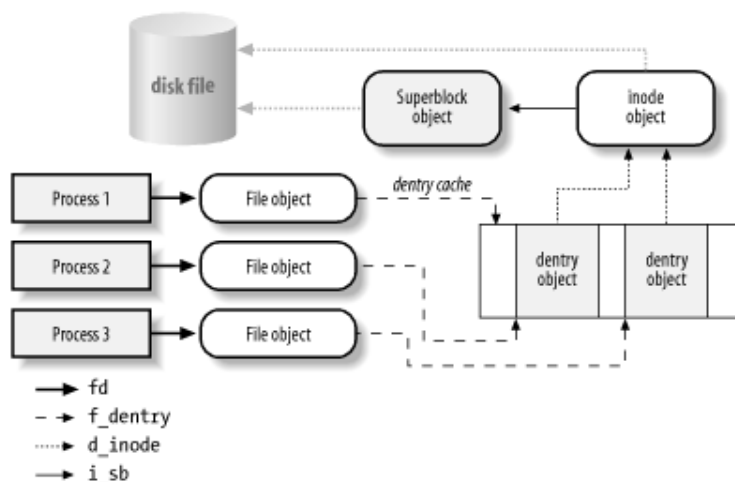 disk file
Superblock
object
inode
object
Process 1
File object
dentry cache
Process 2
File object
dentry
object
dentry
object
Process 3
File object
fd
f_dentry
d_inode
i sb